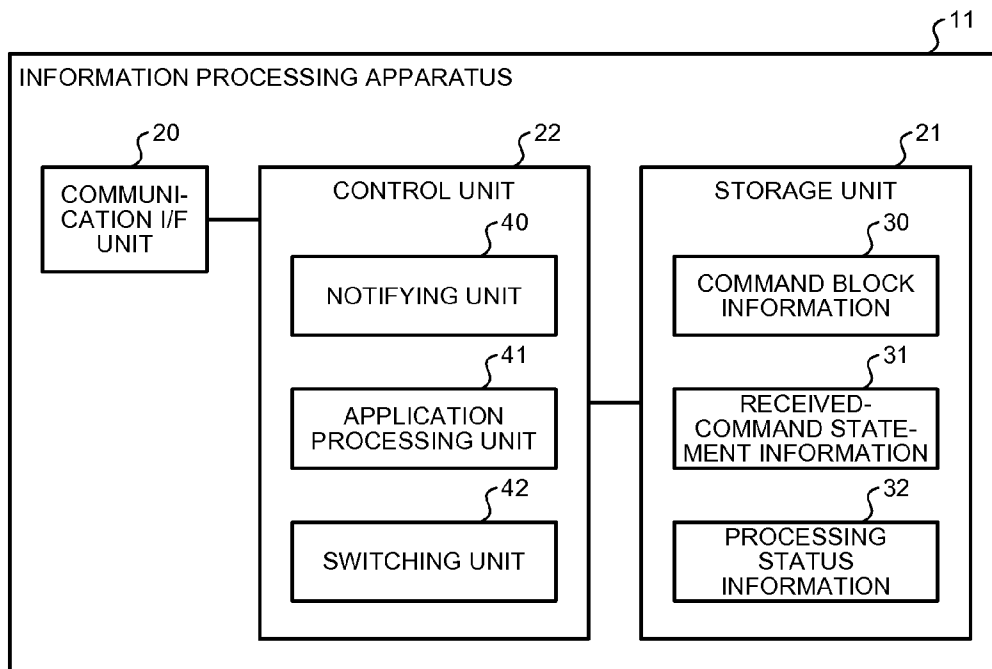 11
INFORMATION PROCESSING APPARATUS
20
COMMUNI-
CATION I/F
UNIT
22
CONTROL UNIT
40
NOTIFYING UNIT
41
APPLICATION
PROCESSING UNIT
42
SWITCHING UNIT
21
STORAGE UNIT
30
COMMAND BLOCK
INFORMATION
31
RECEIVED-
COMMAND STATE-
MENT INFORMATION
32
PROCESSING
STATUS
INFORMATION